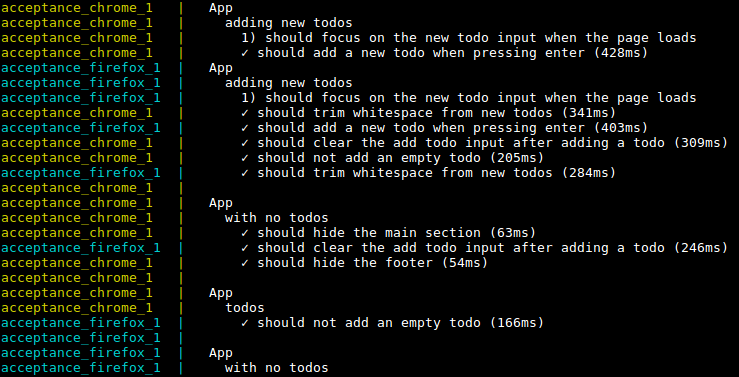 acceptance_chrome_1   |   App
acceptance_chrome_1   |     adding new todos
acceptance_chrome_1   |       1) should focus on the new todo input when the page loads
acceptance_chrome_1   |       ✓ should add a new todo when pressing enter (428ms)
acceptance_firefox_1  |   App
acceptance_firefox_1  |     adding new todos
acceptance_firefox_1  |       1) should focus on the new todo input when the page loads
acceptance_chrome_1   |       ✓ should trim whitespace from new todos (341ms)
acceptance_firefox_1  |       ✓ should add a new todo when pressing enter (403ms)
acceptance_chrome_1   |       ✓ should clear the add todo input after adding a todo (309ms)
acceptance_chrome_1   |       ✓ should not add an empty todo (205ms)
acceptance_firefox_1  |       ✓ should trim whitespace from new todos (284ms)
acceptance_chrome_1   |
acceptance_chrome_1   |   App
acceptance_chrome_1   |     with no todos
acceptance_chrome_1   |       ✓ should hide the main section (63ms)
acceptance_firefox_1  |       ✓ should clear the add todo input after adding a todo (246ms)
acceptance_chrome_1   |       ✓ should hide the footer (54ms)
acceptance_chrome_1   |
acceptance_chrome_1   |   App
acceptance_chrome_1   |     todos
acceptance_firefox_1  |       ✓ should not add an empty todo (166ms)
acceptance_firefox_1  |
acceptance_firefox_1  |   App
acceptance_firefox_1  |     with no todos